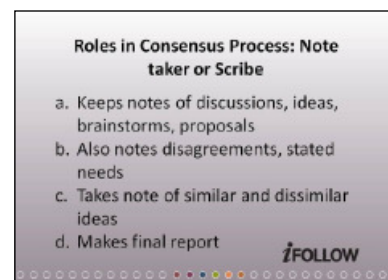 Roles in Consensus Process: Note
taker or Scribe
a. Keeps notes of discussions, ideas,
brainstorms, proposals
b. Also notes disagreements, stated
needs
c. Takes note of similar and dissimilar
ideas
d. Makes final report
iFOLLOW